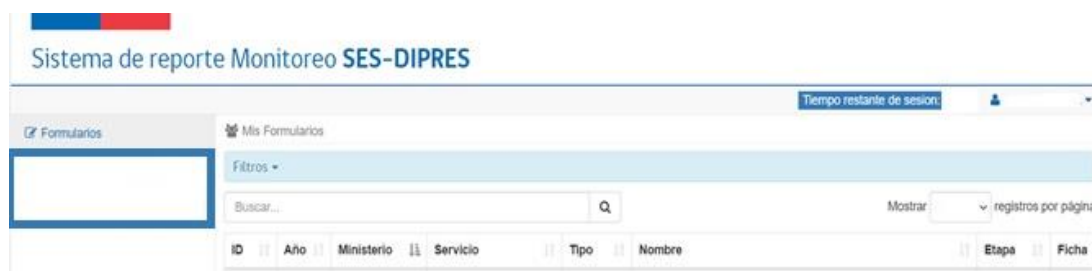 Sistema de reporte Monitoreo SES-DIPRES
Tiempo restante de sesion:
Formularios
Mis Formularios
Filtros
Buscar...
Mostrar registros por página
ID Año Ministerio Servicio Tipo Nombre Etapa Ficha